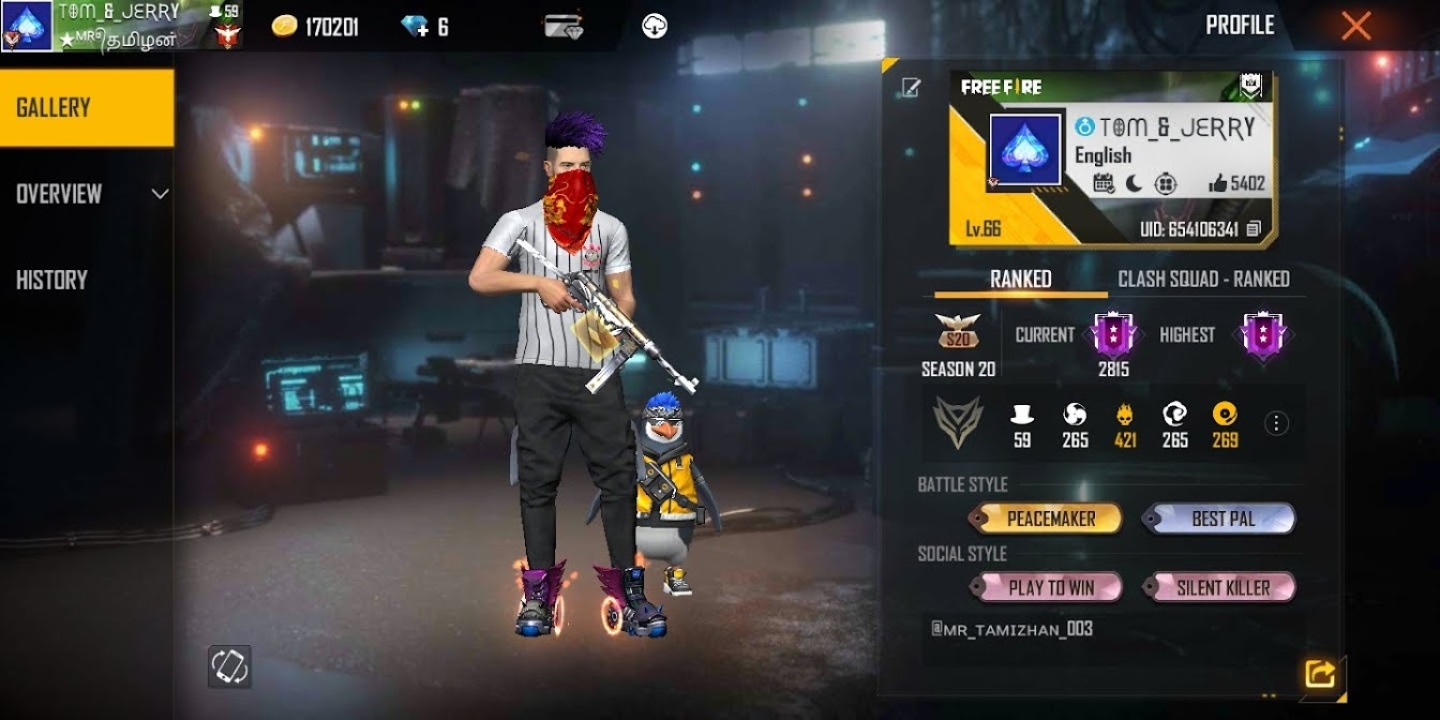 TOM_&_JERRY
59
★ᴹᴿ°|தமிழன்
170201
6
PROFILE
GALLERY
OVERVIEW
HISTORY
FREE FIRE
TOM_&_JERRY
English
5402
Lv.66
UID: 654106341
RANKED
CLASH SQUAD - RANKED
S20
CURRENT
HIGHEST
SEASON 20
2815
59
265
421
265
269
BATTLE STYLE
PEACEMAKER
BEST PAL
SOCIAL STYLE
PLAY TO WIN
SILENT KILLER
@MR_TAMIZHAN_003